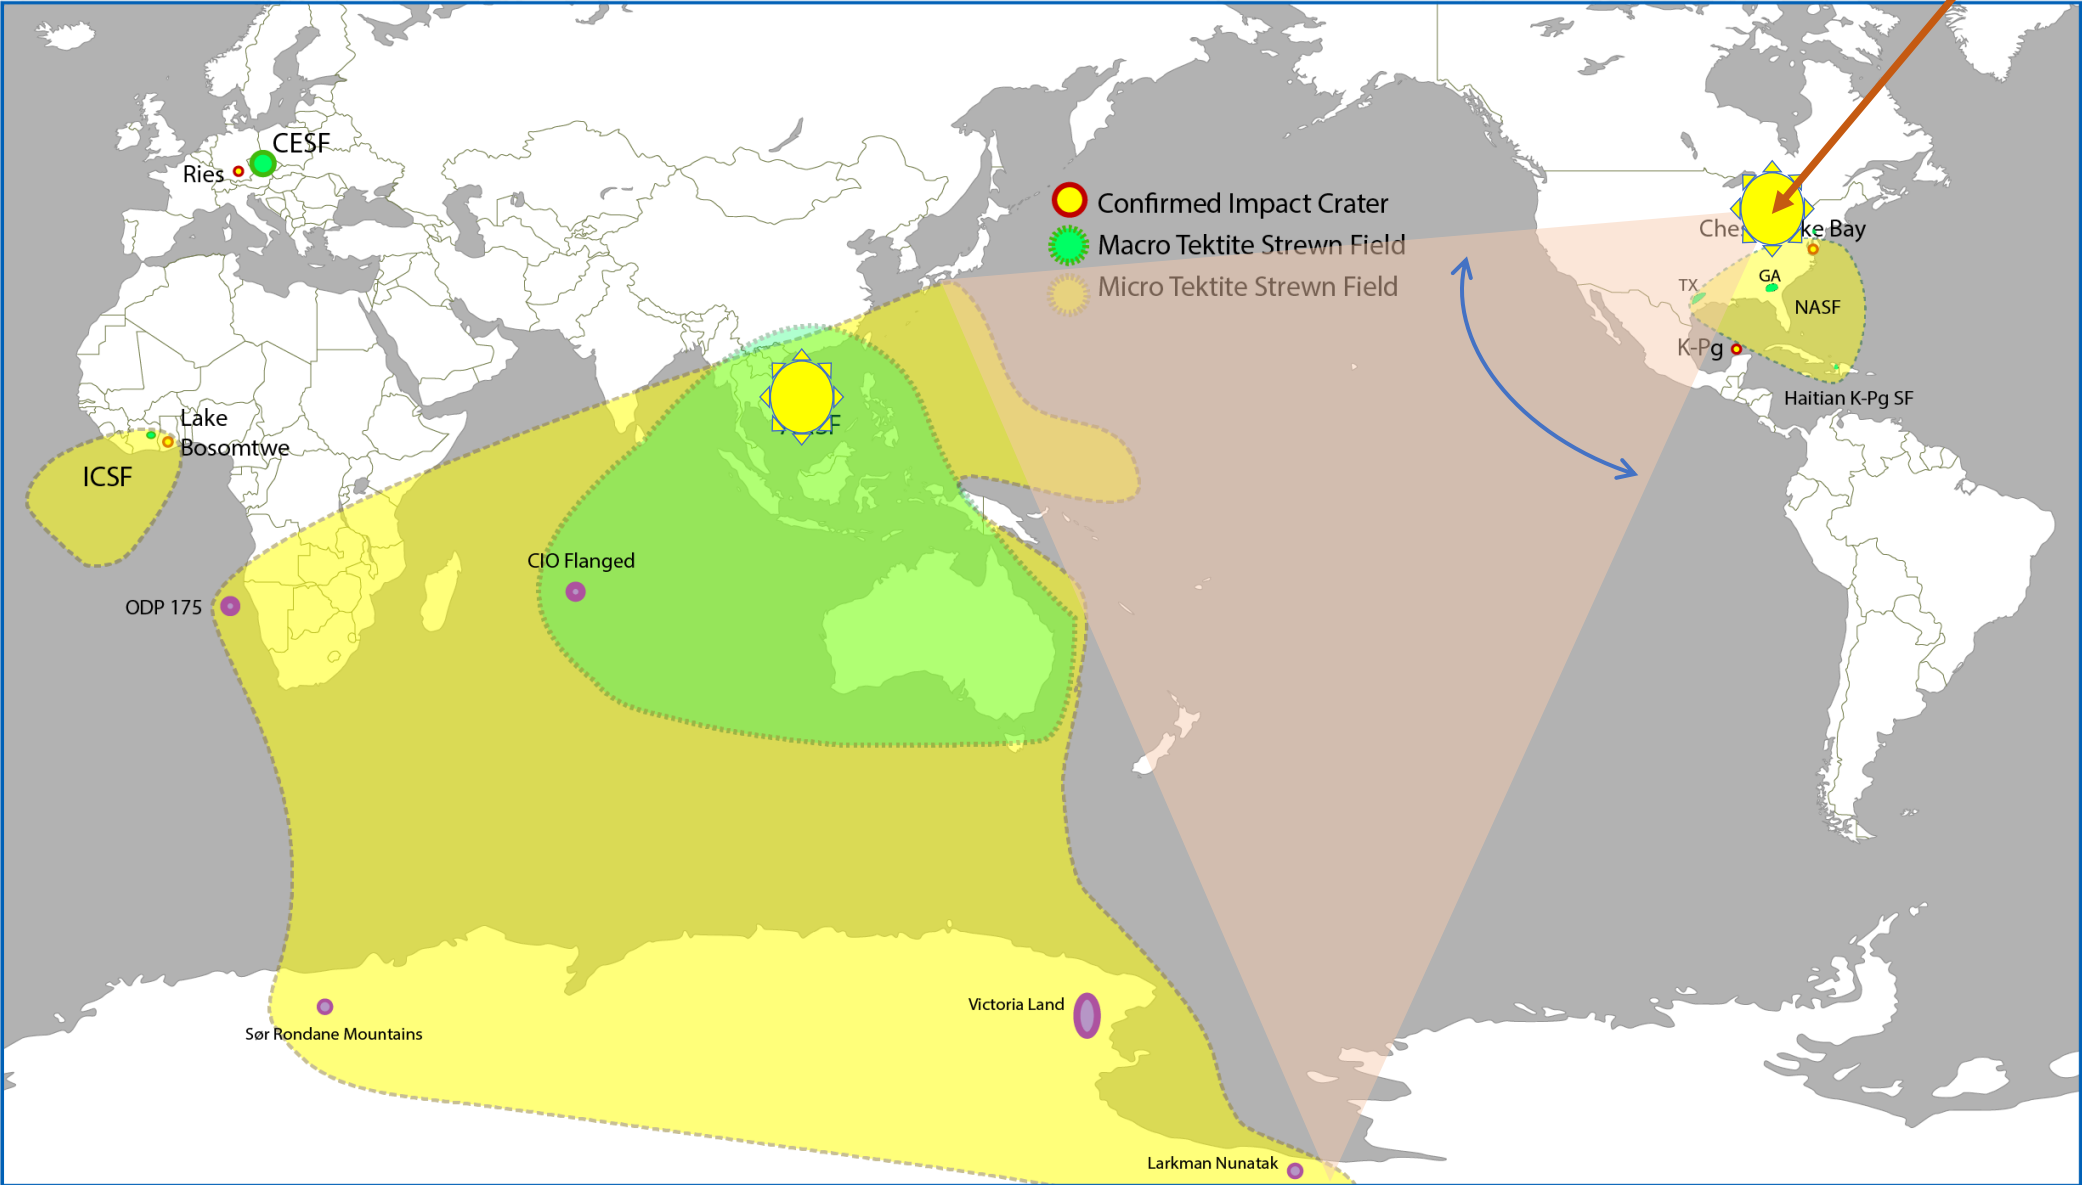 CESF
Ries
Confirmed Impact Crater
Macro Tektite Strewn Field
Micro Tektite Strewn Field
ke Bay
TX
GA
NASF
K-Pg
Haitian K-Pg SF
Lake
Bosomtwe
ICSF
CIO Flanged
ODP 175
Victoria Land
Sør Rondane Mountains
Larkman Nunatak